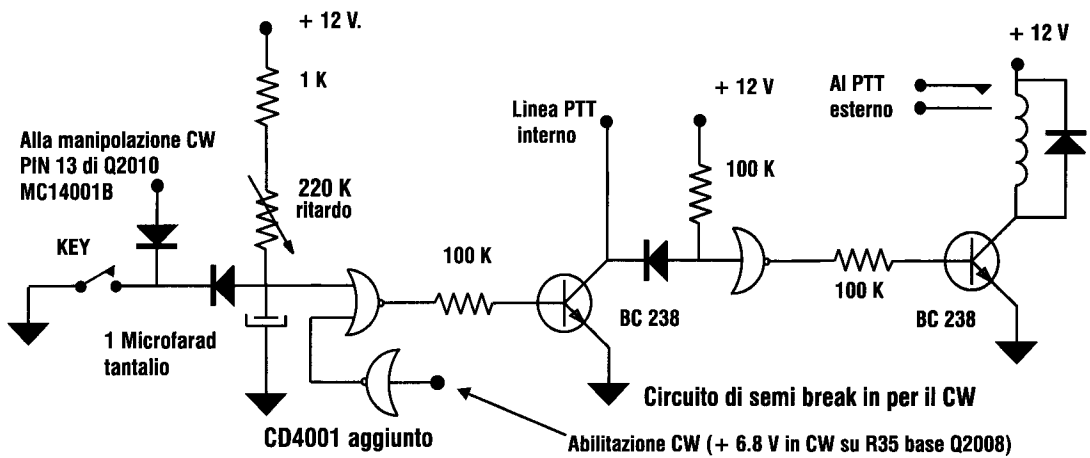 + 12 V.
1 K
Alla manipolazione CW
PIN 13 di Q2010
MC14001B
220 K
ritardo
KEY
1 Microfarad
tantalio
100 K
CD4001 aggiunto
Linea PTT
interno
+ 12 V
100 K
BC 238
Al PTT
esterno
+ 12 V
100 K
BC 238
Circuito di semi break in per il CW
Abilitazione CW (+ 6.8 V in CW su R35 base Q2008)